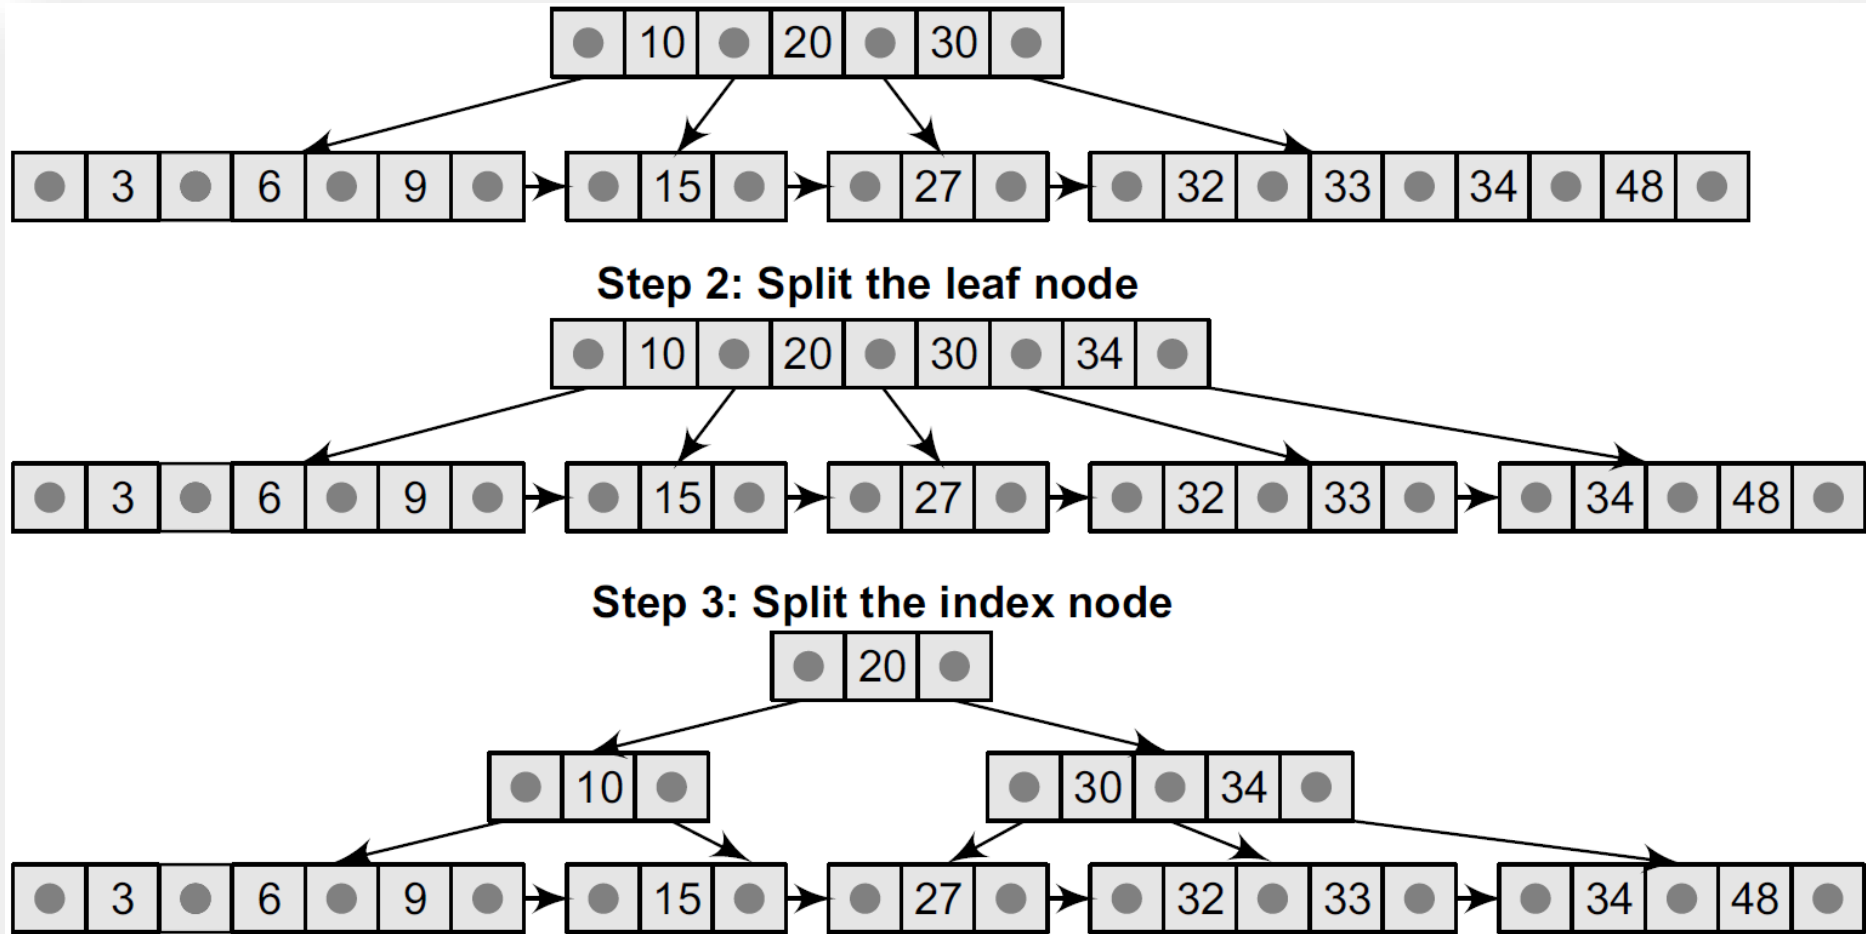 10 20 30
3 6 9 15 27 32 33 34 48
Step 2: Split the leaf node
10 20 30 34
3 6 9 15 27 32 33 34 48
Step 3: Split the index node
20
10 30 34
3 6 9 15 27 32 33 34 48